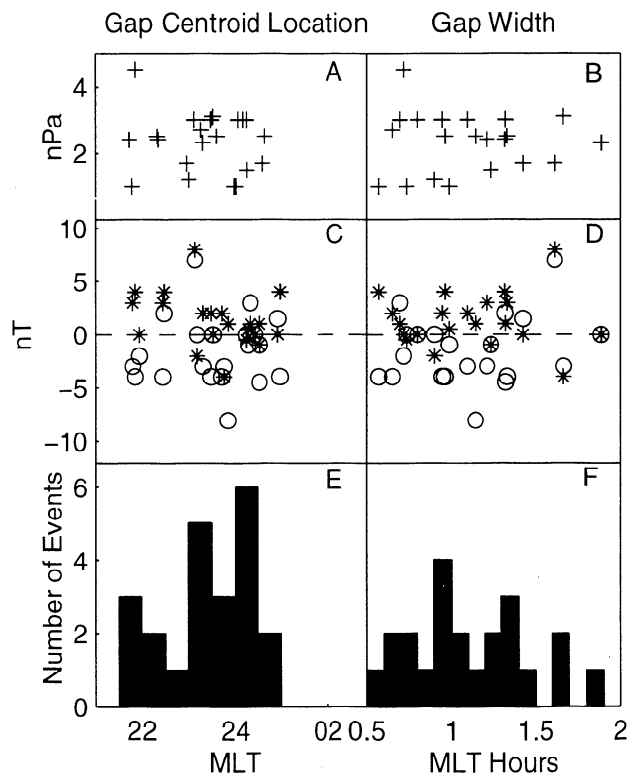 Gap Centroid Location Gap Width
A B
4
2
nPa
C D
10
5
0
−5
−10
nT
E F
6
4
2
0
Number of Events
22 24 02 0.5 1 1.5 2
MLT MLT Hours